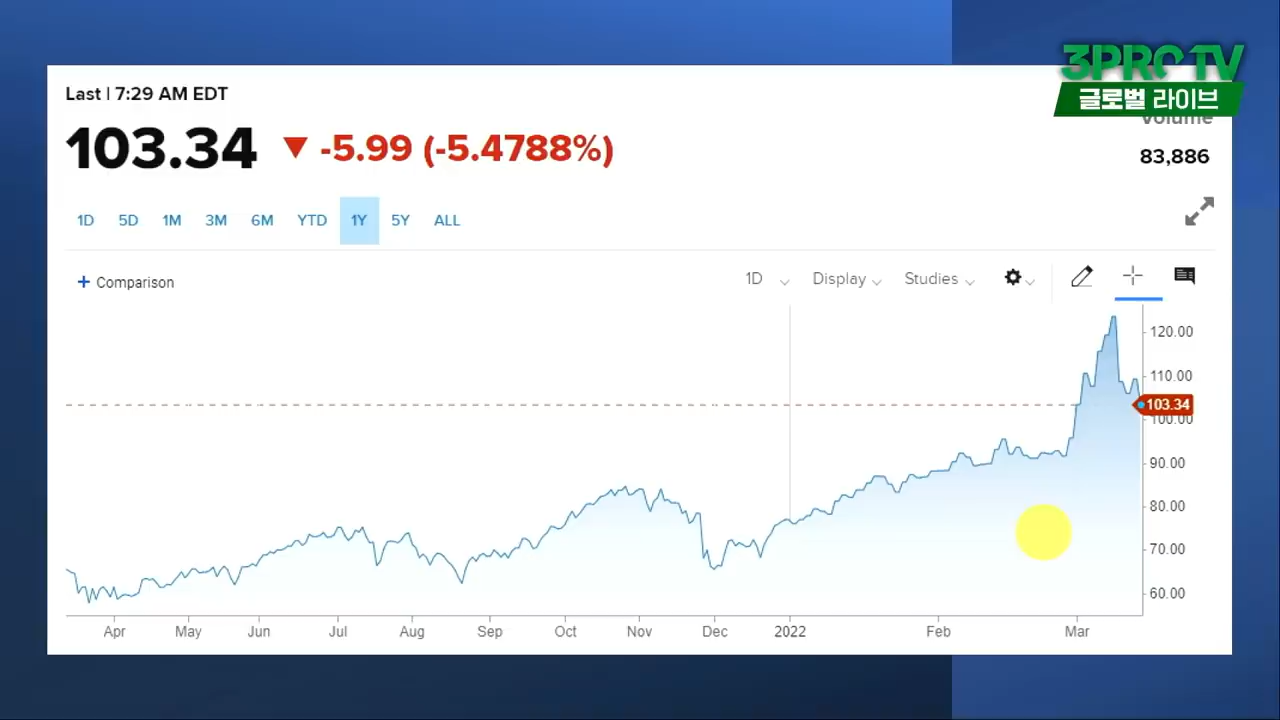 3PRO TV
글로벌 라이브
Last | 7:29 AM EDT
103.34 ▼ -5.99 (-5.4788%)
Volume
83,886
1D 5D 1M 3M 6M YTD 1Y 5Y ALL
+ Comparison
1D Display Studies
120.00
110.00
103.34
100.00
90.00
80.00
70.00
60.00
Apr May Jun Jul Aug Sep Oct Nov Dec 2022 Feb Mar